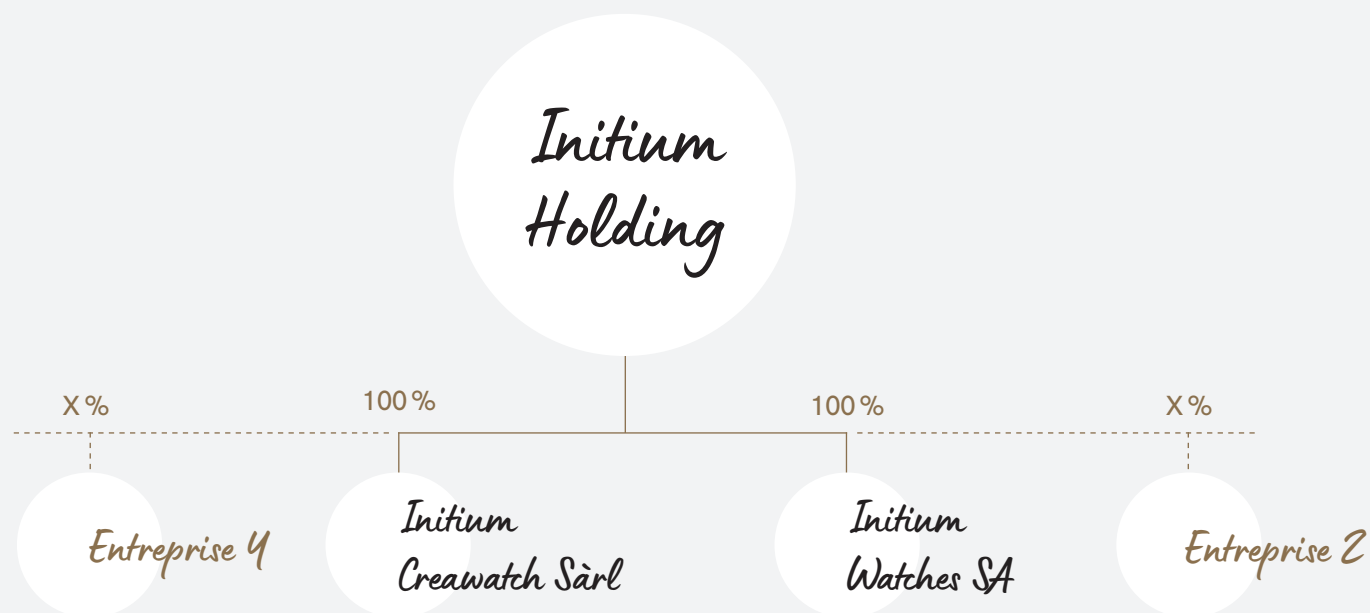 Initium
Holding
X %
100 %
100 %
X %
Entreprise Y
Initium
Creawatch Sàrl
Initium
Watches SA
Entreprise Z